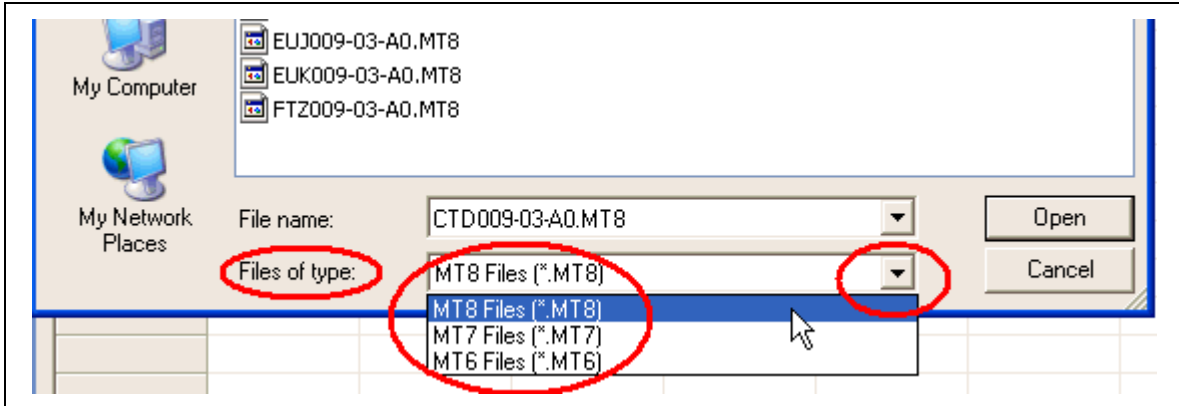 EUJ009-03-A0.MT8
EUK009-03-A0.MT8
FTZ009-03-A0.MT8
My Computer
My Network
Places
File name:
CTD009-03-A0.MT8
Open
Files of type:
MT8 Files (*.MT8)
Cancel
MT8 Files (*.MT8)
MT7 Files (*.MT7)
MT6 Files (*.MT6)